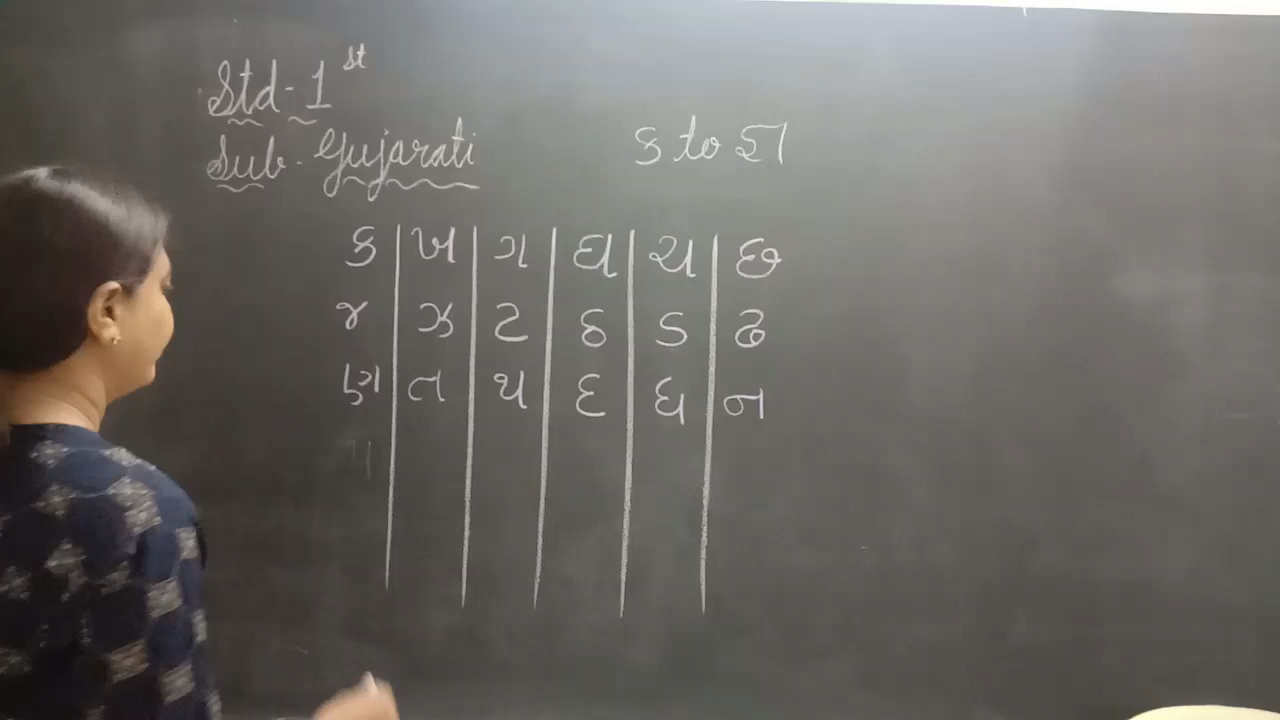 Std-1st
Sub-Gujarati
ક to જ્ઞ
ક ખ ગ ઘ ચ છ
જ ઝ ટ ઠ ડ ઢ
ણ ત થ દ ધ ન